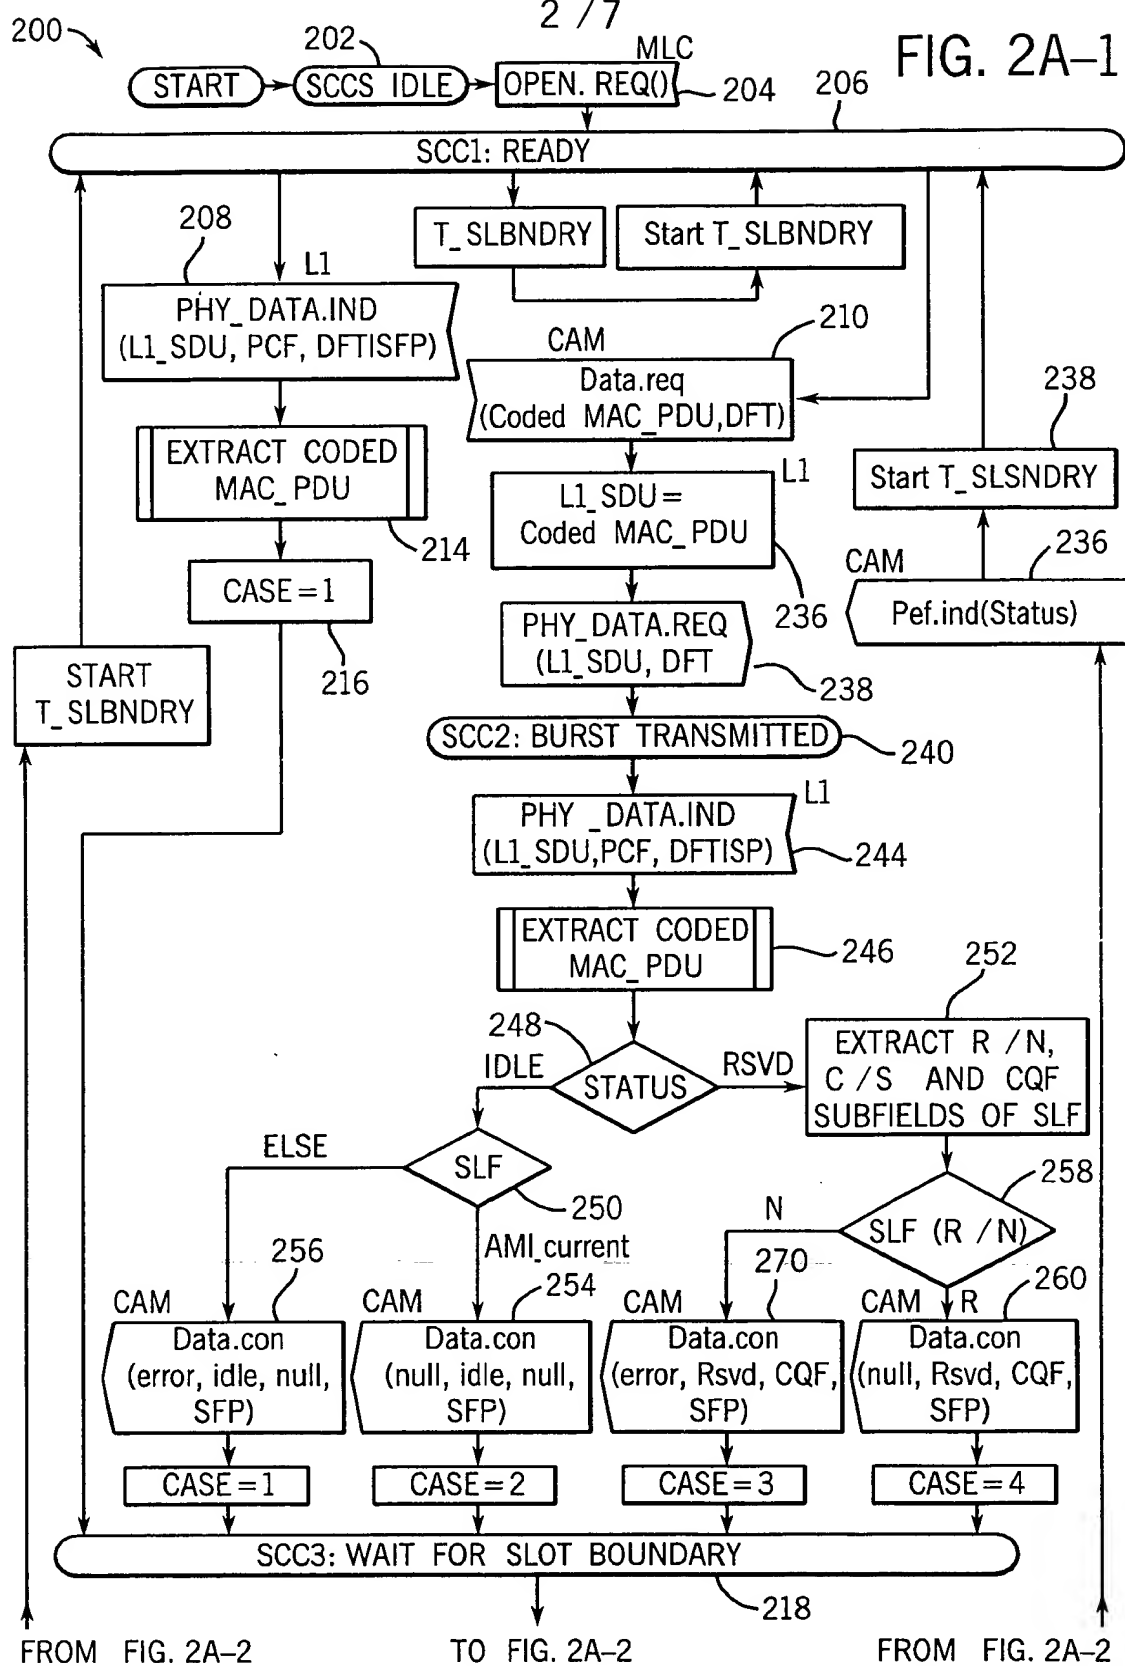 2 /7
FIG. 2A–1
200
START
202
SCCS IDLE
MLC
OPEN. REQ()
204
206
SCC1: READY
208
L1
PHY_DATA.IND
(L1_SDU, PCF, DFTISFP)
T_SLBNDRY
Start T_SLBNDRY
CAM
210
Data.req
(Coded MAC_PDU,DFT)
238
Start T_SLSNDRY
EXTRACT CODED
MAC_PDU
214
L1
L1_SDU =
Coded MAC_PDU
236
CAM
236
Pef.ind(Status)
CASE=1
216
PHY_DATA.REQ
(L1_SDU, DFT
238
START
T_SLBNDRY
SCC2: BURST TRANSMITTED
240
L1
PHY _DATA.IND
(L1_SDU,PCF, DFTISP)
244
EXTRACT CODED
MAC_PDU
246
252
248
IDLE
STATUS
RSVD
EXTRACT R /N,
C /S AND CQF
SUBFIELDS OF SLF
ELSE
SLF
250
258
SLF (R /N)
N
AMI_current
256
254
270
260
CAM
CAM
CAM
CAM
R
Data.con
(error, idle, null,
SFP)
Data.con
(null, idle, null,
SFP)
Data.con
(error, Rsvd, CQF,
SFP)
Data.con
(null, Rsvd, CQF,
SFP)
CASE=1
CASE=2
CASE=3
CASE=4
SCC3: WAIT FOR SLOT BOUNDARY
218
FROM FIG. 2A–2
TO FIG. 2A–2
FROM FIG. 2A–2